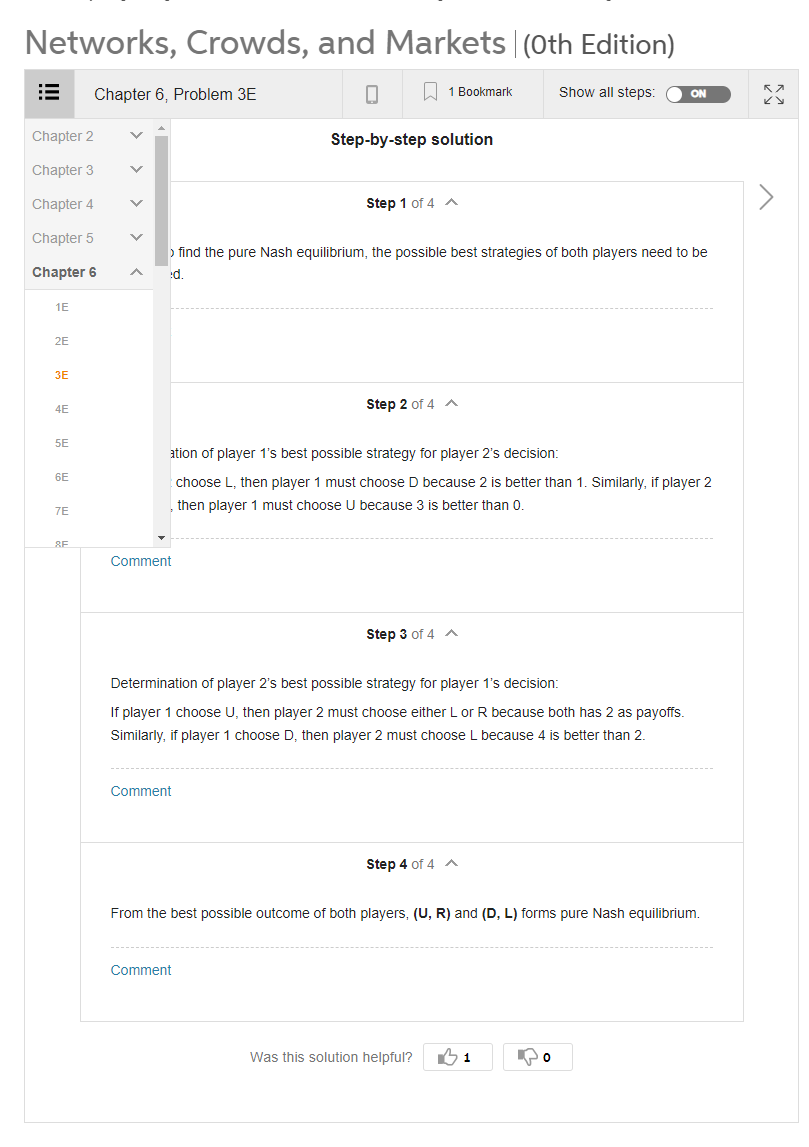 Networks, Crowds, and Markets (0th Edition)
Chapter 6, Problem 3E
1 Bookmark
Show all steps: ON
Chapter 2
Chapter 3
Chapter 4
Chapter 5
Chapter 6
1E
2E
3E
4E
5E
6E
7E
8E
Step-by-step solution
Step 1 of 4
find the pure Nash equilibrium, the possible best strategies of both players need to be
Step 2 of 4
of player 1's best possible strategy for player 2's decision:
choose L, then player 1 must choose D because 2 is better than 1. Similarly, if player 2
, then player 1 must choose U because 3 is better than 0.
Comment
Step 3 of 4
Determination of player 2's best possible strategy for player 1's decision:
If player 1 choose U, then player 2 must choose either L or R because both has 2 as payoffs.
Similarly, if player 1 choose D, then player 2 must choose L because 4 is better than 2.
Comment
Step 4 of 4
From the best possible outcome of both players, (U, R) and (D, L) forms pure Nash equilibrium.
Comment
Was this solution helpful? 1 0